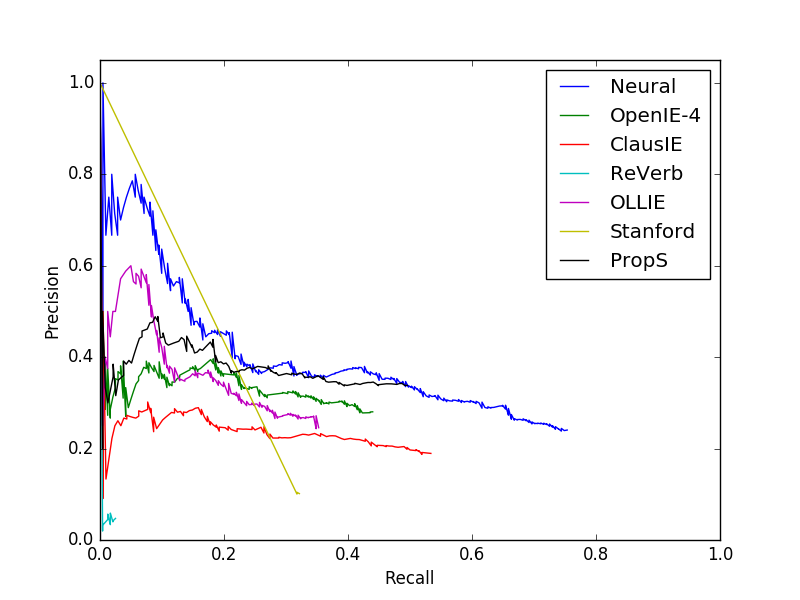 1.0
0.8
0.6
0.4
0.2
0.0
Precision
0.0 0.2 0.4 0.6 0.8 1.0
Recall
Neural
OpenIE-4
ClausIE
ReVerb
OLLIE
Stanford
PropS